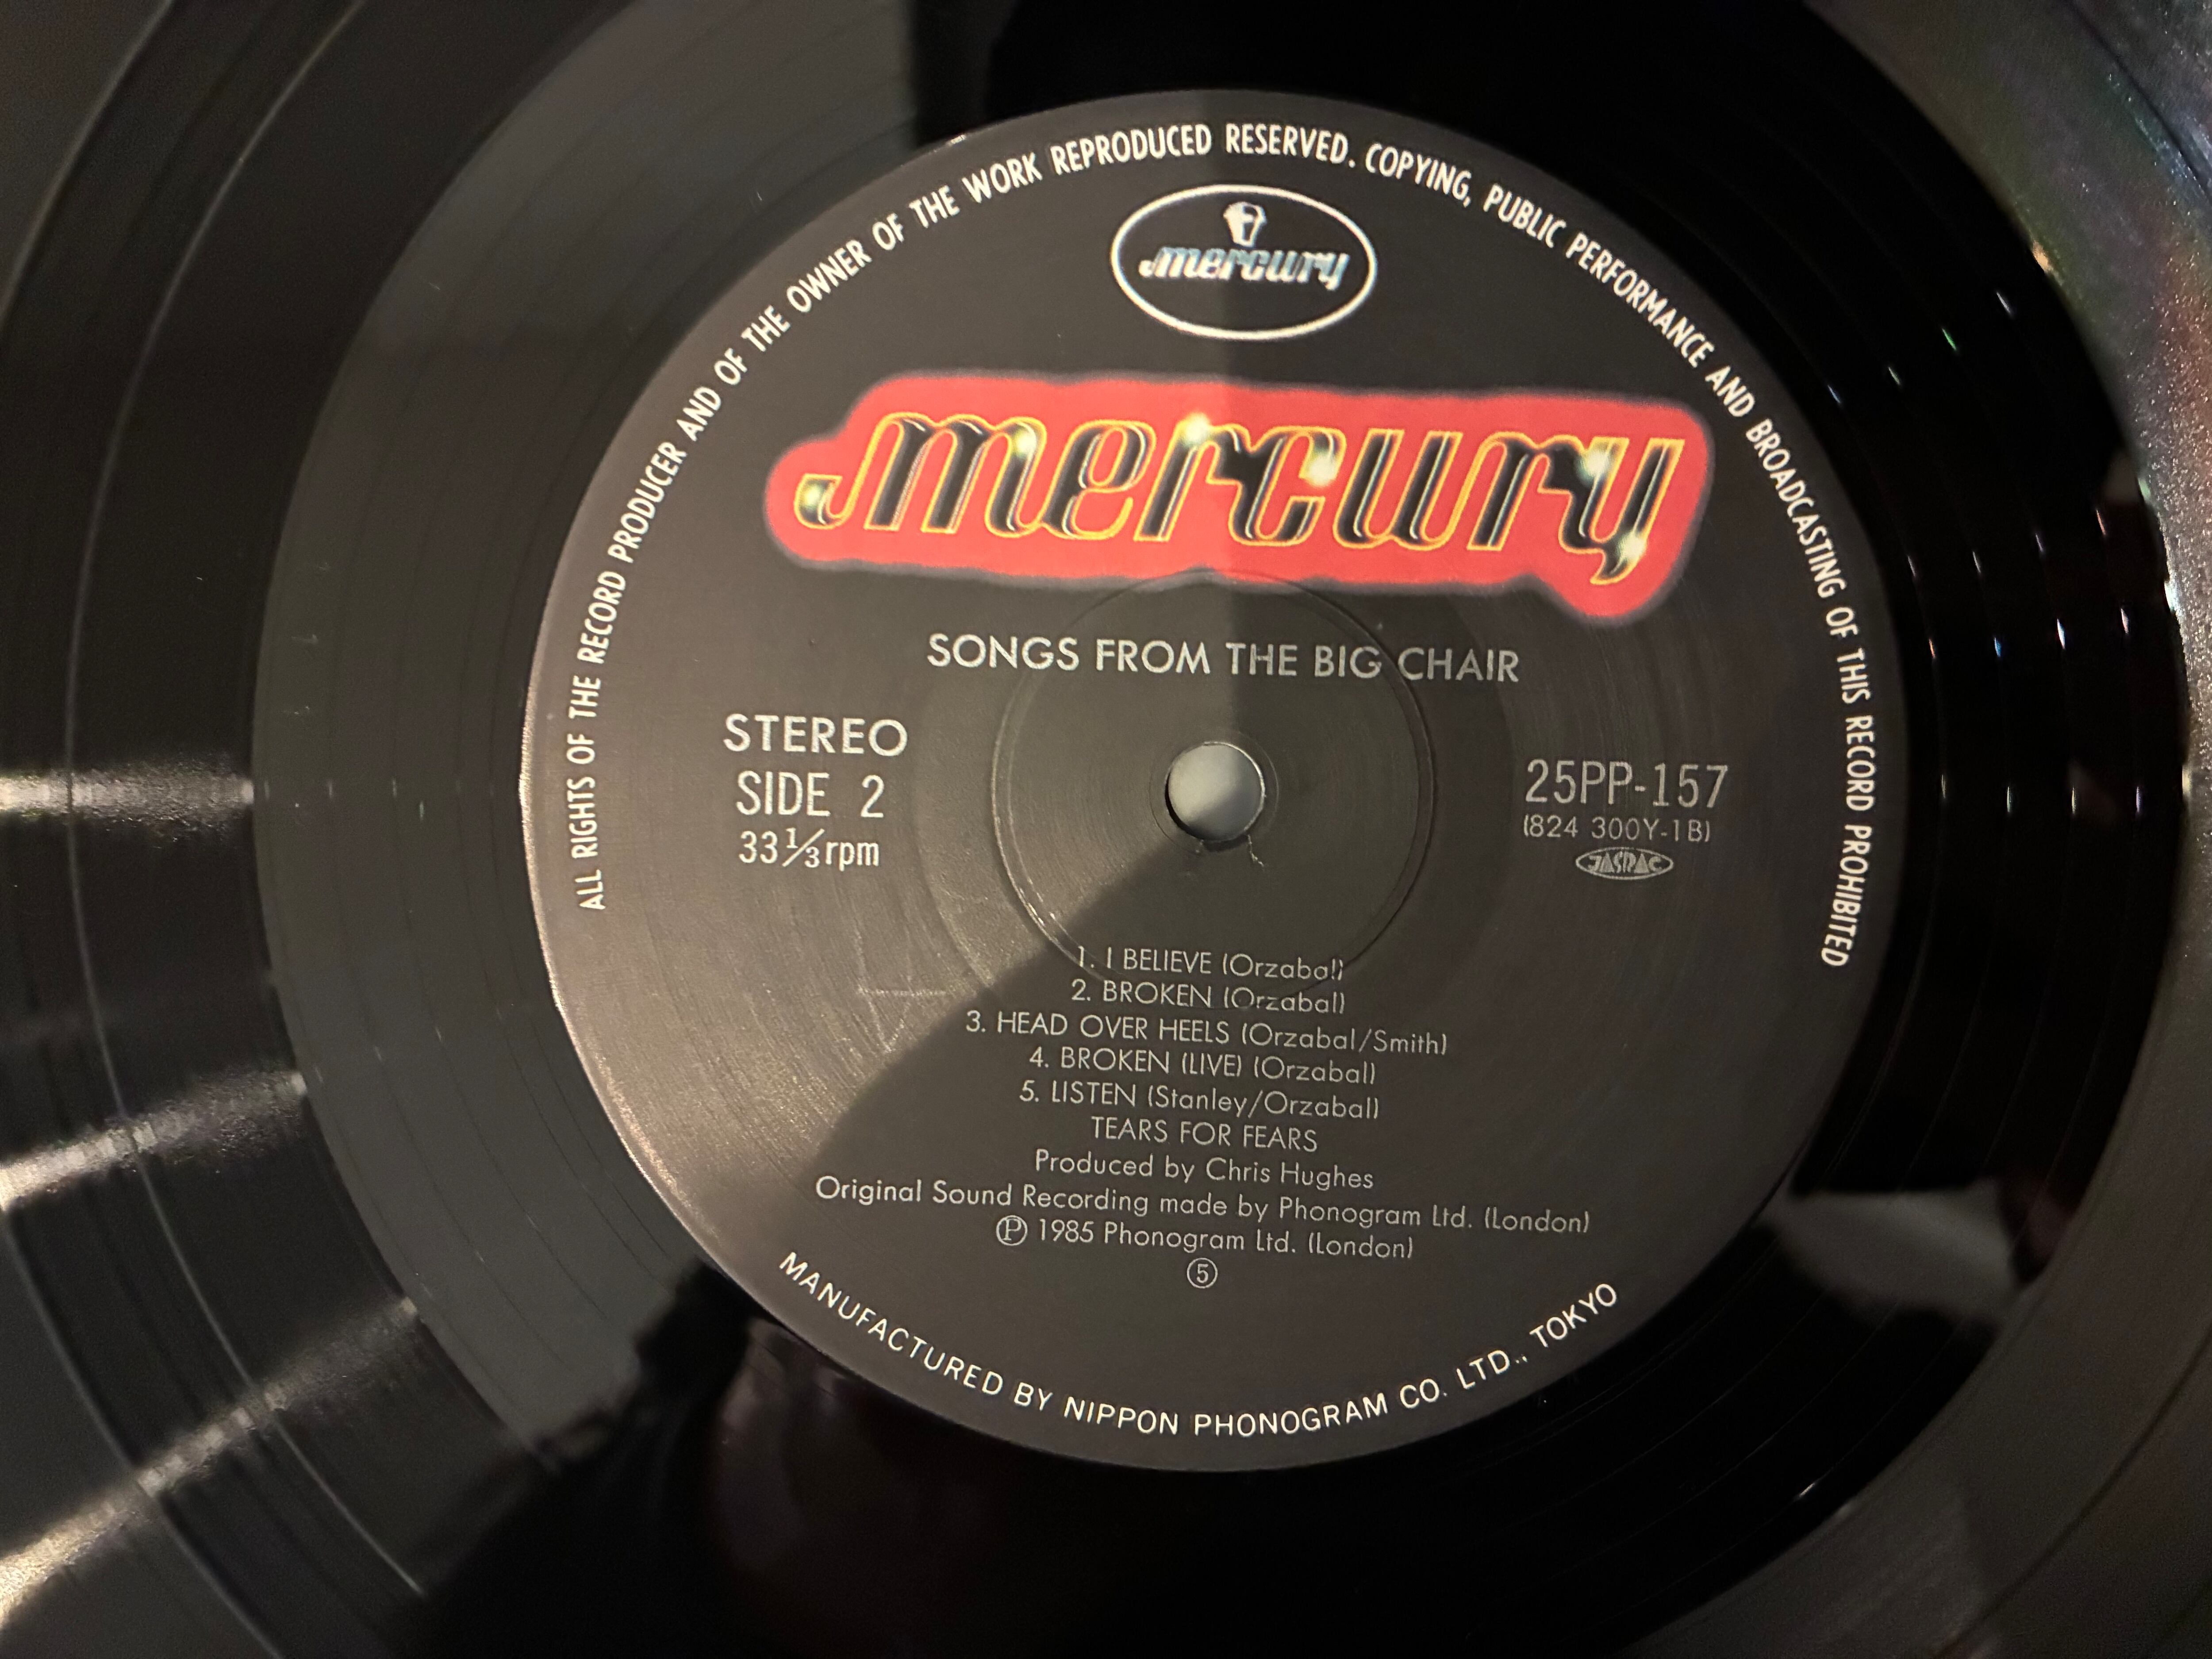 ALL RIGHTS OF THE RECORD PRODUCER AND OF THE OWNER OF THE WORK REPRODUCED RESERVED. COPYING, PUBLIC PERFORMANCE AND BROADCASTING OF THIS RECORD PROHIBITED
mercury
mercury
SONGS FROM THE BIG CHAIR
STEREO
SIDE 2
33⅓rpm
25PP-157
(824 300Y-1B)
JASRAC
1. I BELIEVE (Orzabal)
2. BROKEN (Orzabal)
3. HEAD OVER HEELS (Orzabal/Smith)
4. BROKEN (LIVE) (Orzabal)
5. LISTEN (Stanley/Orzabal)
TEARS FOR FEARS
Produced by Chris Hughes
Original Sound Recording made by Phonogram Ltd. (London)
Ⓟ 1985 Phonogram Ltd. (London)
⑤
MANUFACTURED BY NIPPON PHONOGRAM CO. LTD., TOKYO